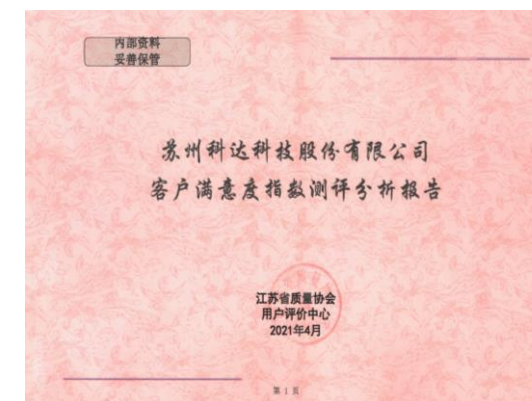 内部资料
妥善保管
苏州科达科技股份有限公司
客户满意度指数测评分析报告
江苏省质量协会
用户评价中心
2021年4月
第 1 页